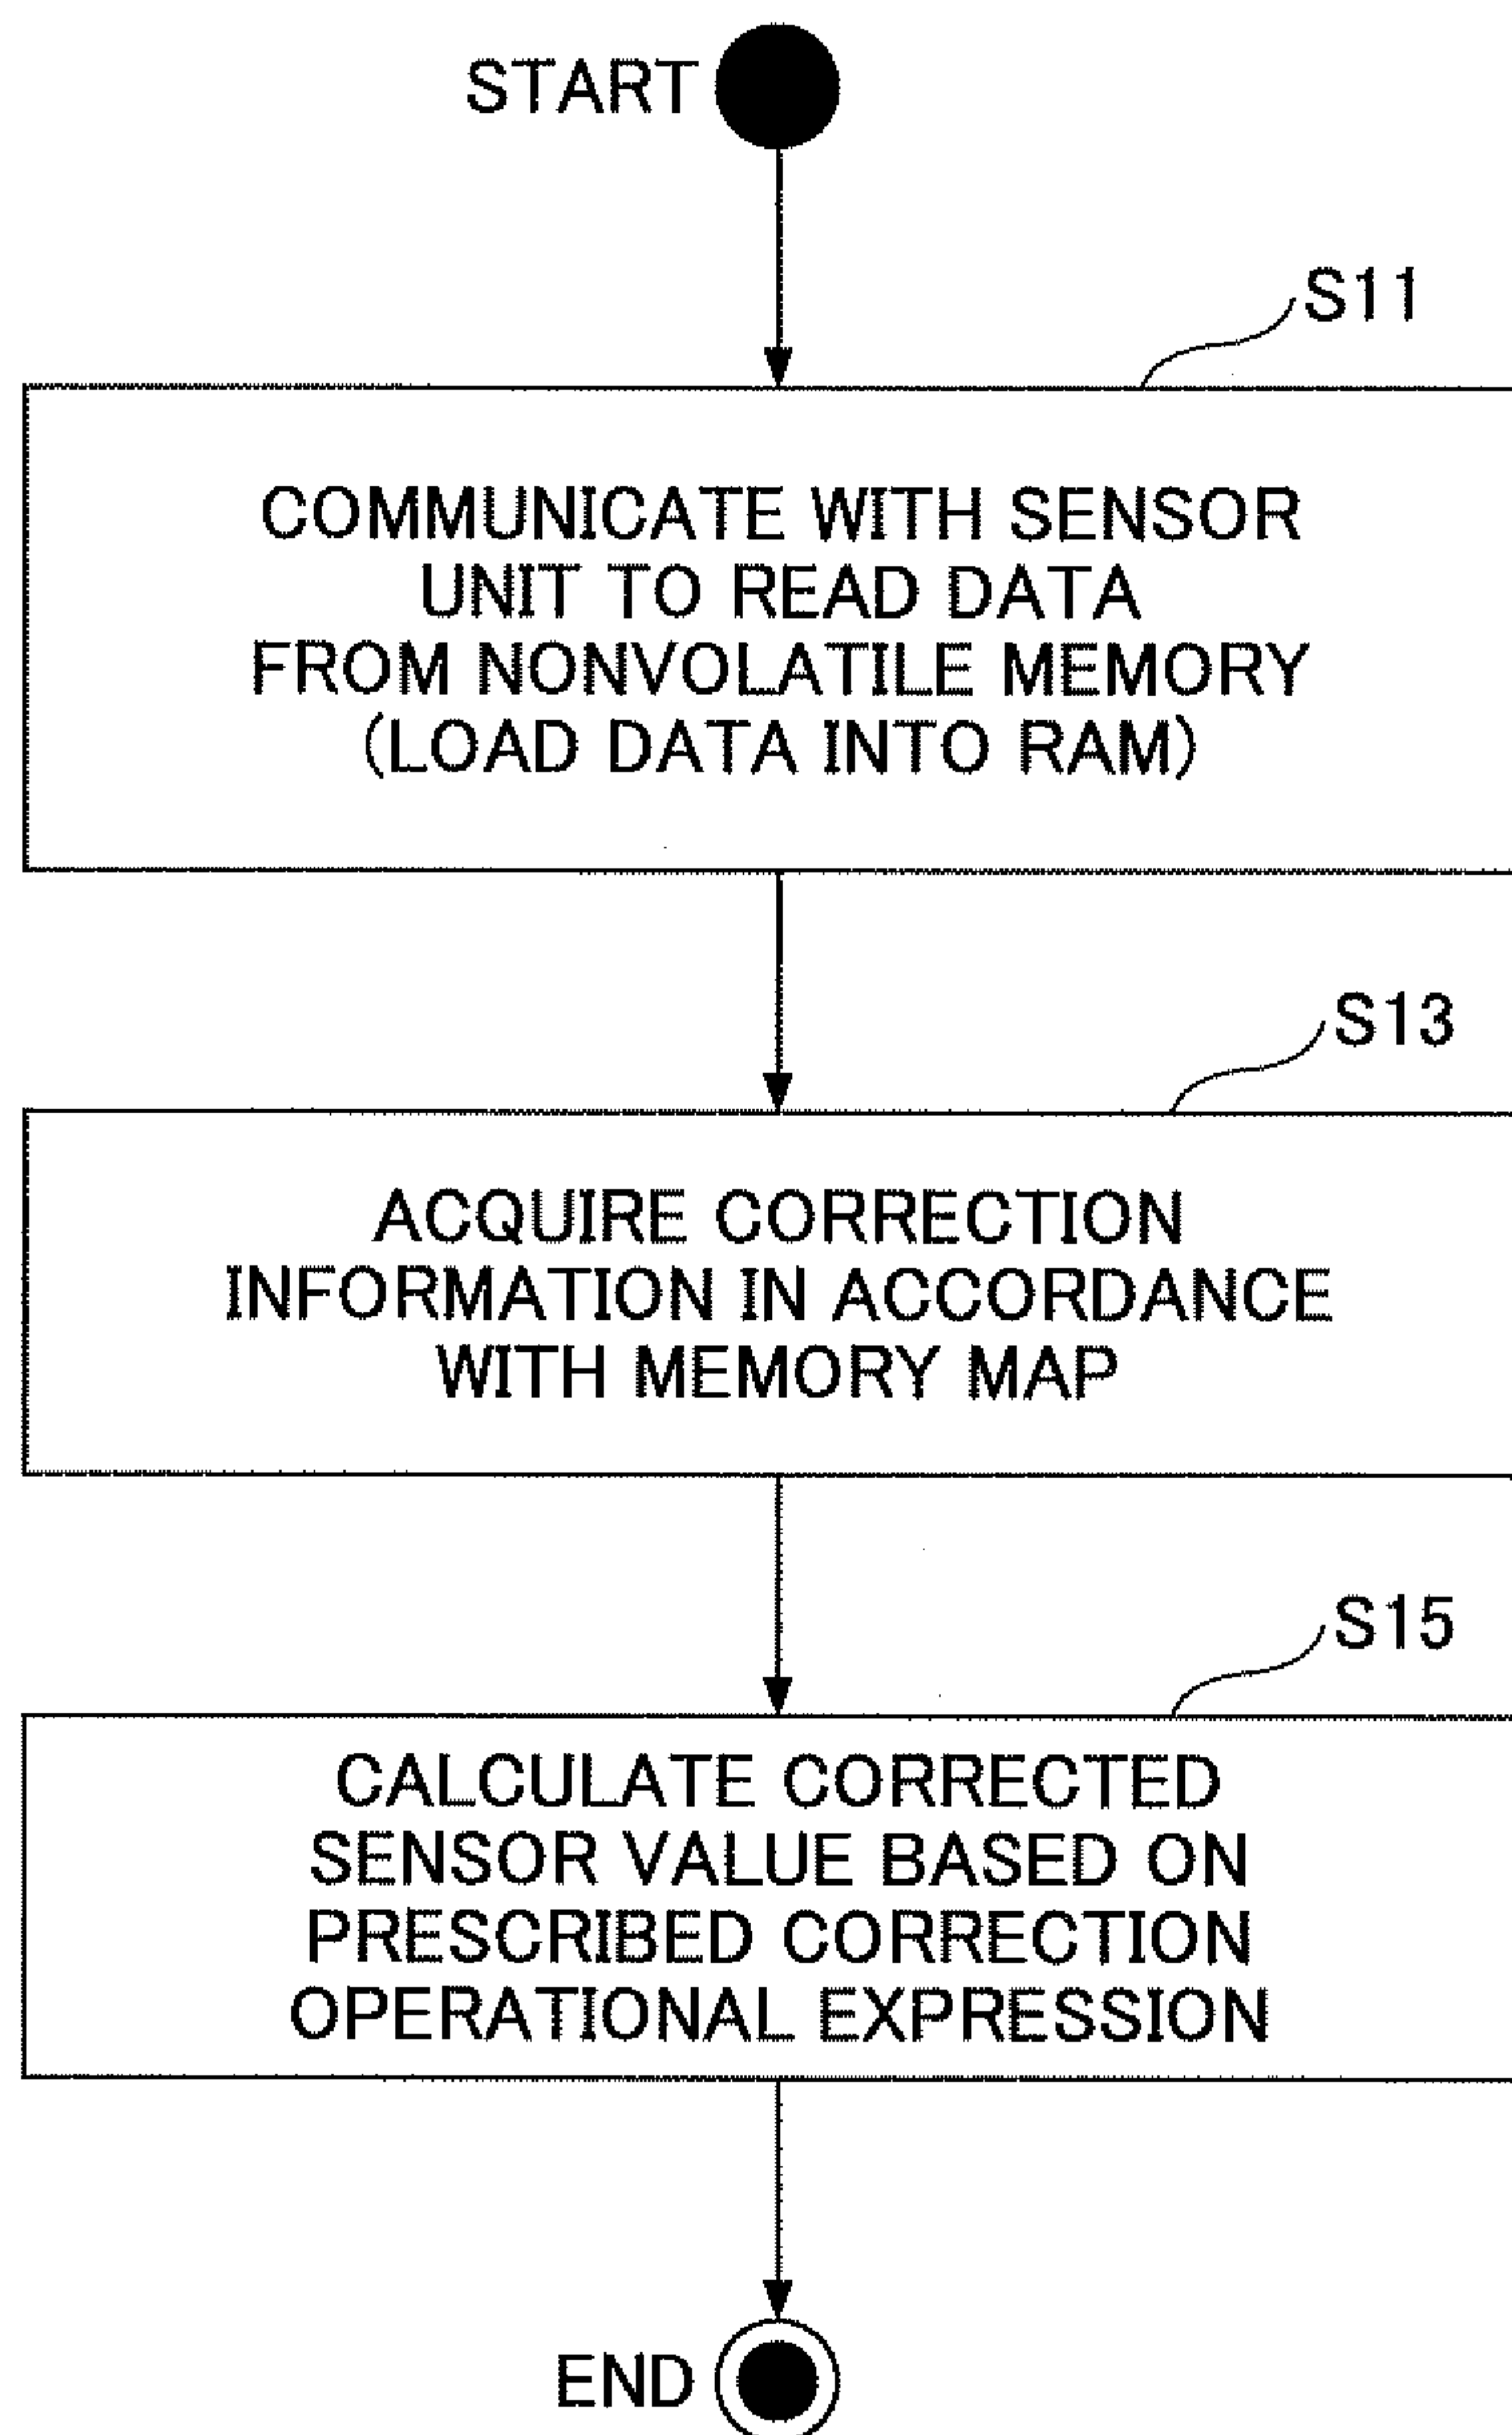 START
S11
COMMUNICATE WITH SENSOR
UNIT TO READ DATA
FROM NONVOLATILE MEMORY
(LOAD DATA INTO RAM)
S13
ACQUIRE CORRECTION
INFORMATION IN ACCORDANCE
WITH MEMORY MAP
S15
CALCULATE CORRECTED
SENSOR VALUE BASED ON
PRESCRIBED CORRECTION
OPERATIONAL EXPRESSION
END